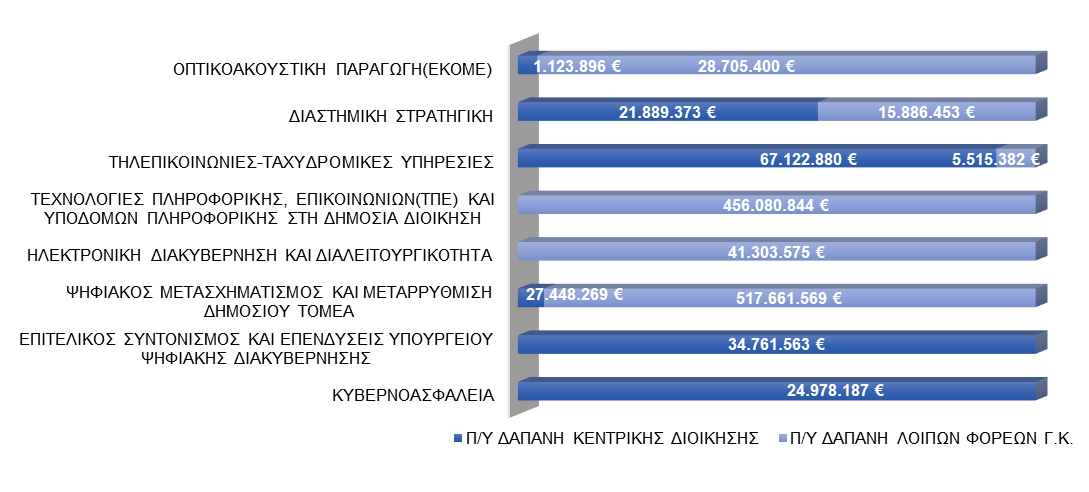 ΟΠΤΙΚΟΑΚΟΥΣΤΙΚΗ ΠΑΡΑΓΩΓΗ(ΕΚΟΜΕ)
1.123.896 €
28.705.400 €
ΔΙΑΣΤΗΜΙΚΗ ΣΤΡΑΤΗΓΙΚΗ
21.889.373 €
15.886.453 €
ΤΗΛΕΠΙΚΟΙΝΩΝΙΕΣ-ΤΑΧΥΔΡΟΜΙΚΕΣ ΥΠΗΡΕΣΙΕΣ
67.122.880 €
5.515.382 €
ΤΕΧΝΟΛΟΓΙΕΣ ΠΛΗΡΟΦΟΡΙΚΗΣ, ΕΠΙΚΟΙΝΩΝΙΩΝ(ΤΠΕ) ΚΑΙ
ΥΠΟΔΟΜΩΝ ΠΛΗΡΟΦΟΡΙΚΗΣ ΣΤΗ ΔΗΜΟΣΙΑ ΔΙΟΙΚΗΣΗ
456.080.844 €
ΗΛΕΚΤΡΟΝΙΚΗ ΔΙΑΚΥΒΕΡΝΗΣΗ ΚΑΙ ΔΙΑΛΕΙΤΟΥΡΓΙΚΟΤΗΤΑ
41.303.575 €
ΨΗΦΙΑΚΟΣ ΜΕΤΑΣΧΗΜΑΤΙΣΜΟΣ ΚΑΙ ΜΕΤΑΡΡΥΘΜΙΣΗ
ΔΗΜΟΣΙΟΥ ΤΟΜΕΑ
27.448.269 €
517.661.569 €
ΕΠΙΤΕΛΙΚΟΣ ΣΥΝΤΟΝΙΣΜΟΣ ΚΑΙ ΕΠΕΝΔΥΣΕΙΣ ΥΠΟΥΡΓΕΙΟΥ
ΨΗΦΙΑΚΗΣ ΔΙΑΚΥΒΕΡΝΗΣΗΣ
34.761.563 €
ΚΥΒΕΡΝΟΑΣΦΑΛΕΙΑ
24.978.187 €
Π/Υ ΔΑΠΑΝΗ ΚΕΝΤΡΙΚΗΣ ΔΙΟΙΚΗΣΗΣ
Π/Υ ΔΑΠΑΝΗ ΛΟΙΠΩΝ ΦΟΡΕΩΝ Γ.Κ.